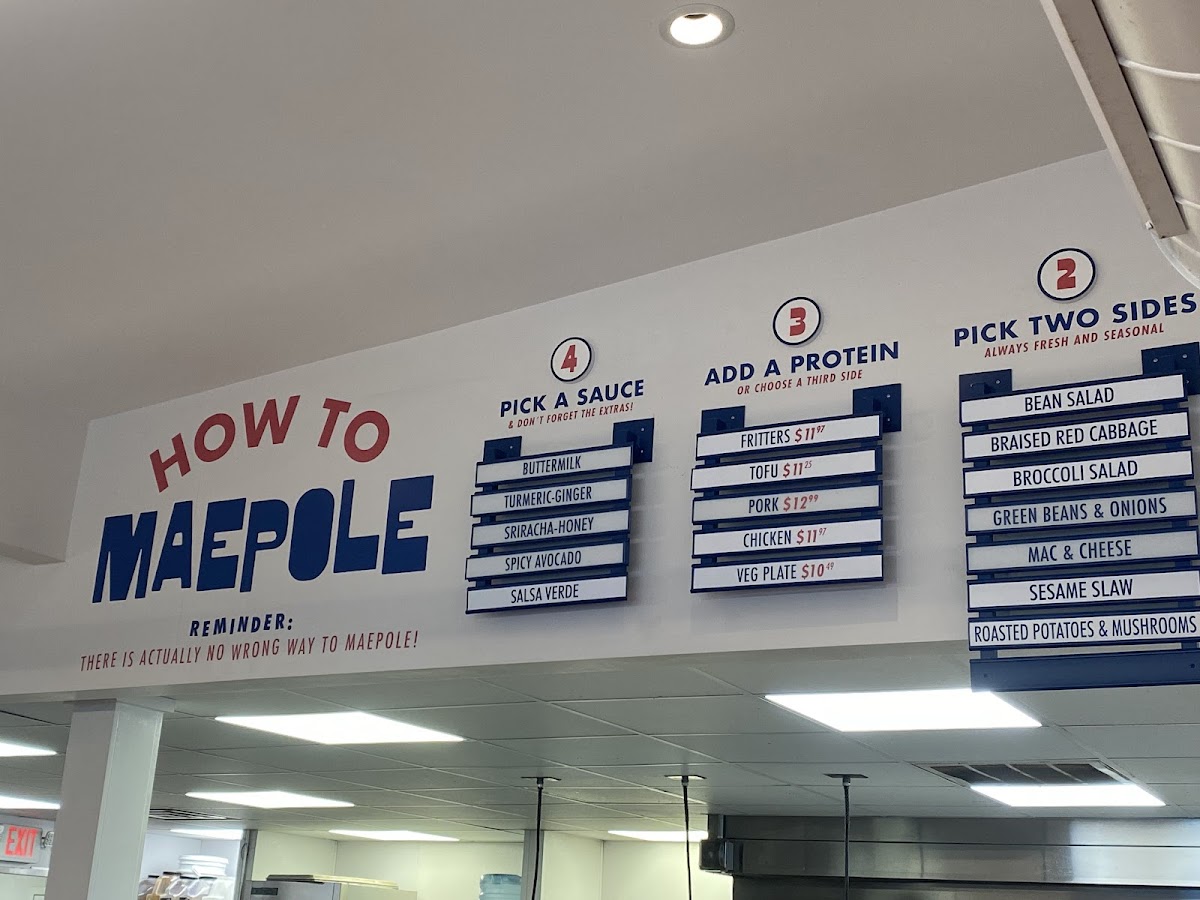 HOW TO
MAEPOLE
REMINDER:
THERE IS ACTUALLY NO WRONG WAY TO MAEPOLE!
4
PICK A SAUCE
& DON'T FORGET THE EXTRAS!
BUTTERMILK
TURMERIC-GINGER
SRIRACHA-HONEY
SPICY AVOCADO
SALSA VERDE
3
ADD A PROTEIN
OR CHOOSE A THIRD SIDE
FRITTERS $11.97
TOFU $11.25
PORK $12.99
CHICKEN $11.97
VEG PLATE $10.49
2
PICK TWO SIDES
ALWAYS FRESH AND SEASONAL
BEAN SALAD
BRAISED RED CABBAGE
BROCCOLI SALAD
GREEN BEANS & ONIONS
MAC & CHEESE
SESAME SLAW
ROASTED POTATOES & MUSHROOMS
EXIT